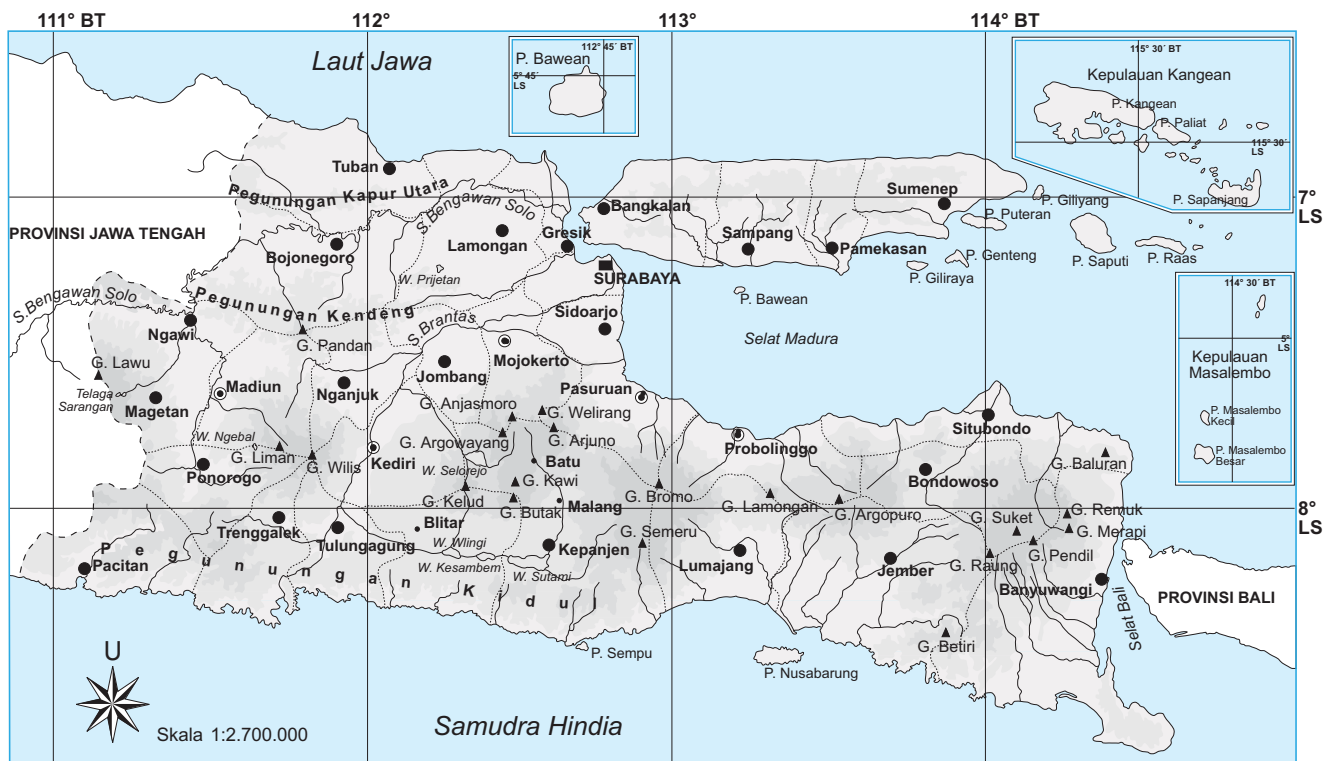 111° BT
112°
113°
114° BT
Laut Jawa
P. Bawean
112° 45´ BT
5° 45´
LS
115° 30´ BT
Kepulauan Kangean
P. Kangean
P. Paliat
115° 30´
LS
P. Sapanjang
Tuban
Pegunungan Kapur Utara
S.Bengawan Solo
Sumenep
P. Giliyang
P. Puteran
7°
LS
Bangkalan
PROVINSI JAWA TENGAH
Bojonegoro
Lamongan
Gresik
Sampang
Pamekasan
P. Genteng
P. Saputi
P. Raas
W. Prijetan
SURABAYA
P. Giliraya
P. Bawean
114° 30´ BT
S.Bengawan Solo
Pegunungan Kendeng
S.Brantas
Sidoarjo
Selat Madura
5°
LS
Ngawi
G. Pandan
Mojokerto
Kepulauan
Masalembo
G. Lawu
Telaga
Sarangan
Magetan
Madiun
Nganjuk
Jombang
Pasuruan
G. Anjasmoro
G. Welirang
P. Masalembo
Kecil
P. Masalembo
Besar
W. Ngebal
G. Liman
G. Wilis
Kediri
G. Argowayang
G. Arjuno
Probolinggo
Situbondo
G. Baluran
Ponorogo
W. Selorejo
Batu
G. Kawi
G. Kelud
G. Butak
Malang
G. Bromo
G. Lamongan
G. Argopuro
Bondowoso
G. Suket
G. Remuk
G. Merapi
8°
LS
Trenggalek
Tulungagung
Blitar
W. Wlingi
W. Kesambem
W. Sutami
Kepanjen
G. Semeru
Lumajang
Jember
G. Raung
G. Pendil
Banyuwangi
Pacitan
Pegunungan Kidul
PROVINSI BALI
Selat Bali
G. Betiri
P. Sempu
P. Nusabarung
U
Skala 1:2.700.000
Samudra Hindia